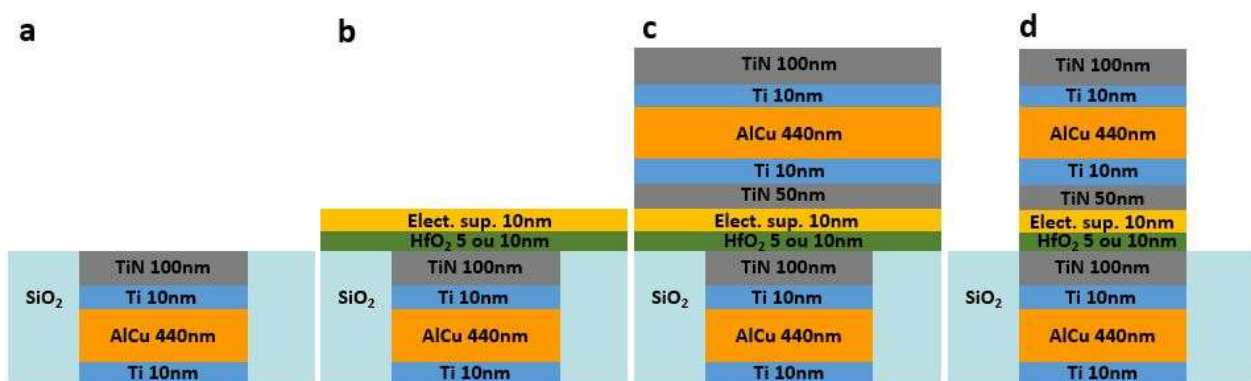 a
SiO₂
TiN 100nm
Ti 10nm
AlCu 440nm
Ti 10nm
b
Elect. sup. 10nm
HfO₂ 5 ou 10nm
SiO₂
TiN 100nm
Ti 10nm
AlCu 440nm
Ti 10nm
c
TiN 100nm
Ti 10nm
AlCu 440nm
Ti 10nm
TiN 50nm
Elect. sup. 10nm
HfO₂ 5 ou 10nm
SiO₂
TiN 100nm
Ti 10nm
AlCu 440nm
Ti 10nm
d
TiN 100nm
Ti 10nm
AlCu 440nm
Ti 10nm
TiN 50nm
Elect. sup. 10nm
HfO₂ 5 ou 10nm
SiO₂
TiN 100nm
Ti 10nm
AlCu 440nm
Ti 10nm